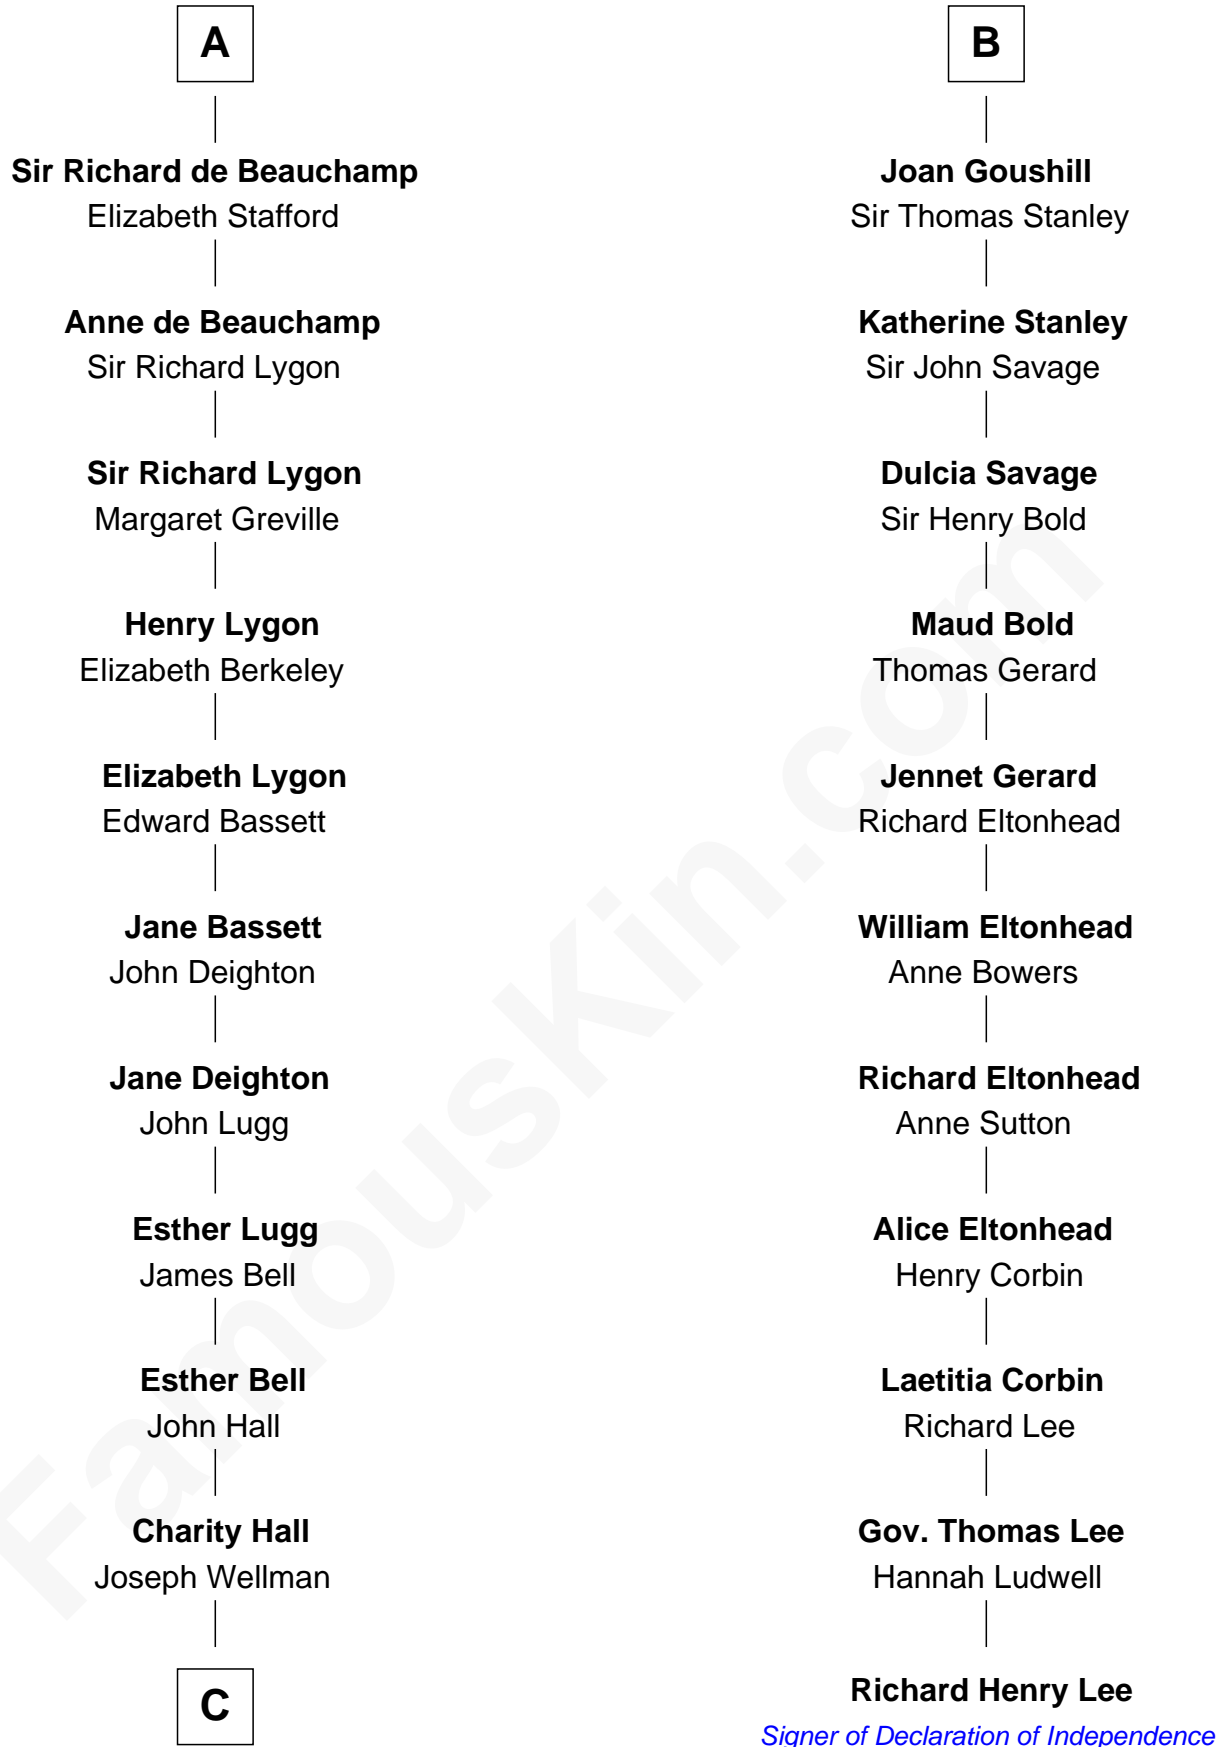 A
Sir Richard de Beauchamp
Elizabeth Stafford
Anne de Beauchamp
Sir Richard Lygon
Sir Richard Lygon
Margaret Greville
Henry Lygon
Elizabeth Berkeley
Elizabeth Lygon
Edward Bassett
Jane Bassett
John Deighton
Jane Deighton
John Lugg
Esther Lugg
James Bell
Esther Bell
John Hall
Charity Hall
Joseph Wellman
C
B
Joan Goushill
Sir Thomas Stanley
Katherine Stanley
Sir John Savage
Dulcia Savage
Sir Henry Bold
Maud Bold
Thomas Gerard
Jennet Gerard
Richard Eltonhead
William Eltonhead
Anne Bowers
Richard Eltonhead
Anne Sutton
Alice Eltonhead
Henry Corbin
Laetitia Corbin
Richard Lee
Gov. Thomas Lee
Hannah Ludwell
Richard Henry Lee
Signer of Declaration of Independence
FamousKin.com